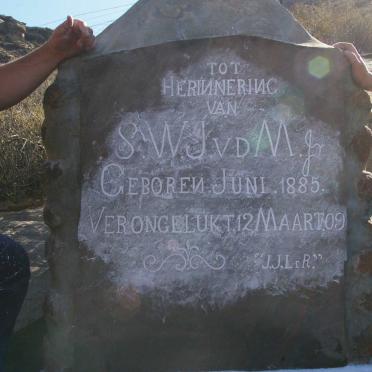 TOT
HERINNERING
VAN
S.W.J.v.d.M. Jr
GEBOREN JUNI. 1885.
VERONGELUKT. 12 MAART. 09
"J.J.L & R."